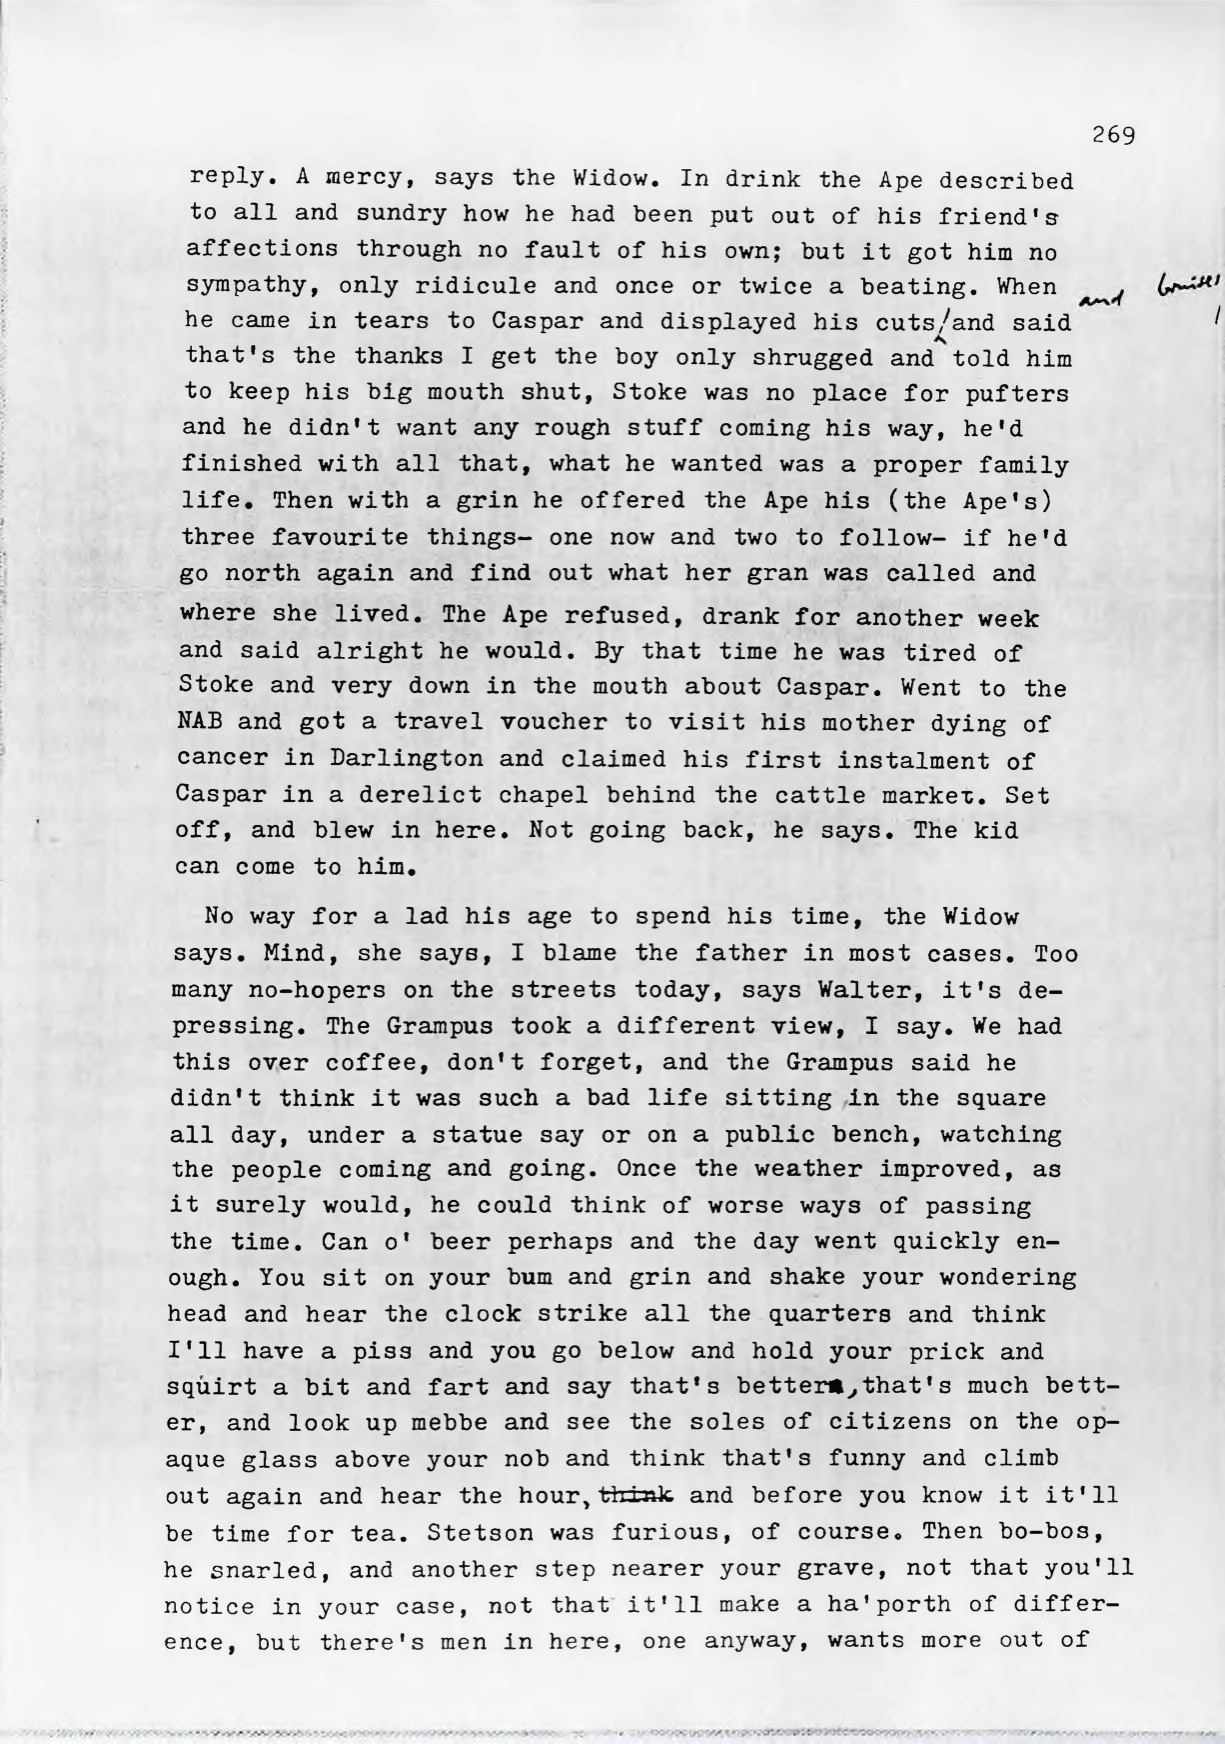 269
reply. A mercy, says the Widow. In drink the Ape described
to all and sundry how he had been put out of his friend's
affections through no fault of his own; but it got him no
sympathy, only ridicule and once or twice a beating. When
and bruises
he came in tears to Caspar and displayed his cuts,/and said
that's the thanks I get the boy only shrugged and told him
to keep his big mouth shut, Stoke was no place for pufters
and he didn't want any rough stuff coming his way, he'd
finished with all that, what he wanted was a proper family
life. Then with a grin he offered the Ape his (the Ape's)
three favourite things- one now and two to follow- if he'd
go north again and find out what her gran was called and
where she lived. The Ape refused, drank for another week
and said alright he would. By that time he was tired of
Stoke and very down in the mouth about Caspar. Went to the
NAB and got a travel voucher to visit his mother dying of
cancer in Darlington and claimed his first instalment of
Caspar in a derelict chapel behind the cattle market. Set
off, and blew in here. Not going back, he says. The kid
can come to him.
No way for a lad his age to spend his time, the Widow
says. Mind, she says, I blame the father in most cases. Too
many no-hopers on the streets today, says Walter, it's de-
pressing. The Grampus took a different view, I say. We had
this over coffee, don't forget, and the Grampus said he
didn't think it was such a bad life sitting in the square
all day, under a statue say or on a public bench, watching
the people coming and going. Once the weather improved, as
it surely would, he could think of worse ways of passing
the time. Can o' beer perhaps and the day went quickly en-
ough. You sit on your bum and grin and shake your wondering
head and hear the clock strike all the quarters and think
I'll have a piss and you go below and hold your prick and
squirt a bit and fart and say that's better, that's much bett-
er, and look up mebbe and see the soles of citizens on the op-
aque glass above your nob and think that's funny and climb
out again and hear the hour, think and before you know it it'll
be time for tea. Stetson was furious, of course. Then bo-bos,
he snarled, and another step nearer your grave, not that you'll
notice in your case, not that it'll make a ha'porth of differ-
ence, but there's men in here, one anyway, wants more out of